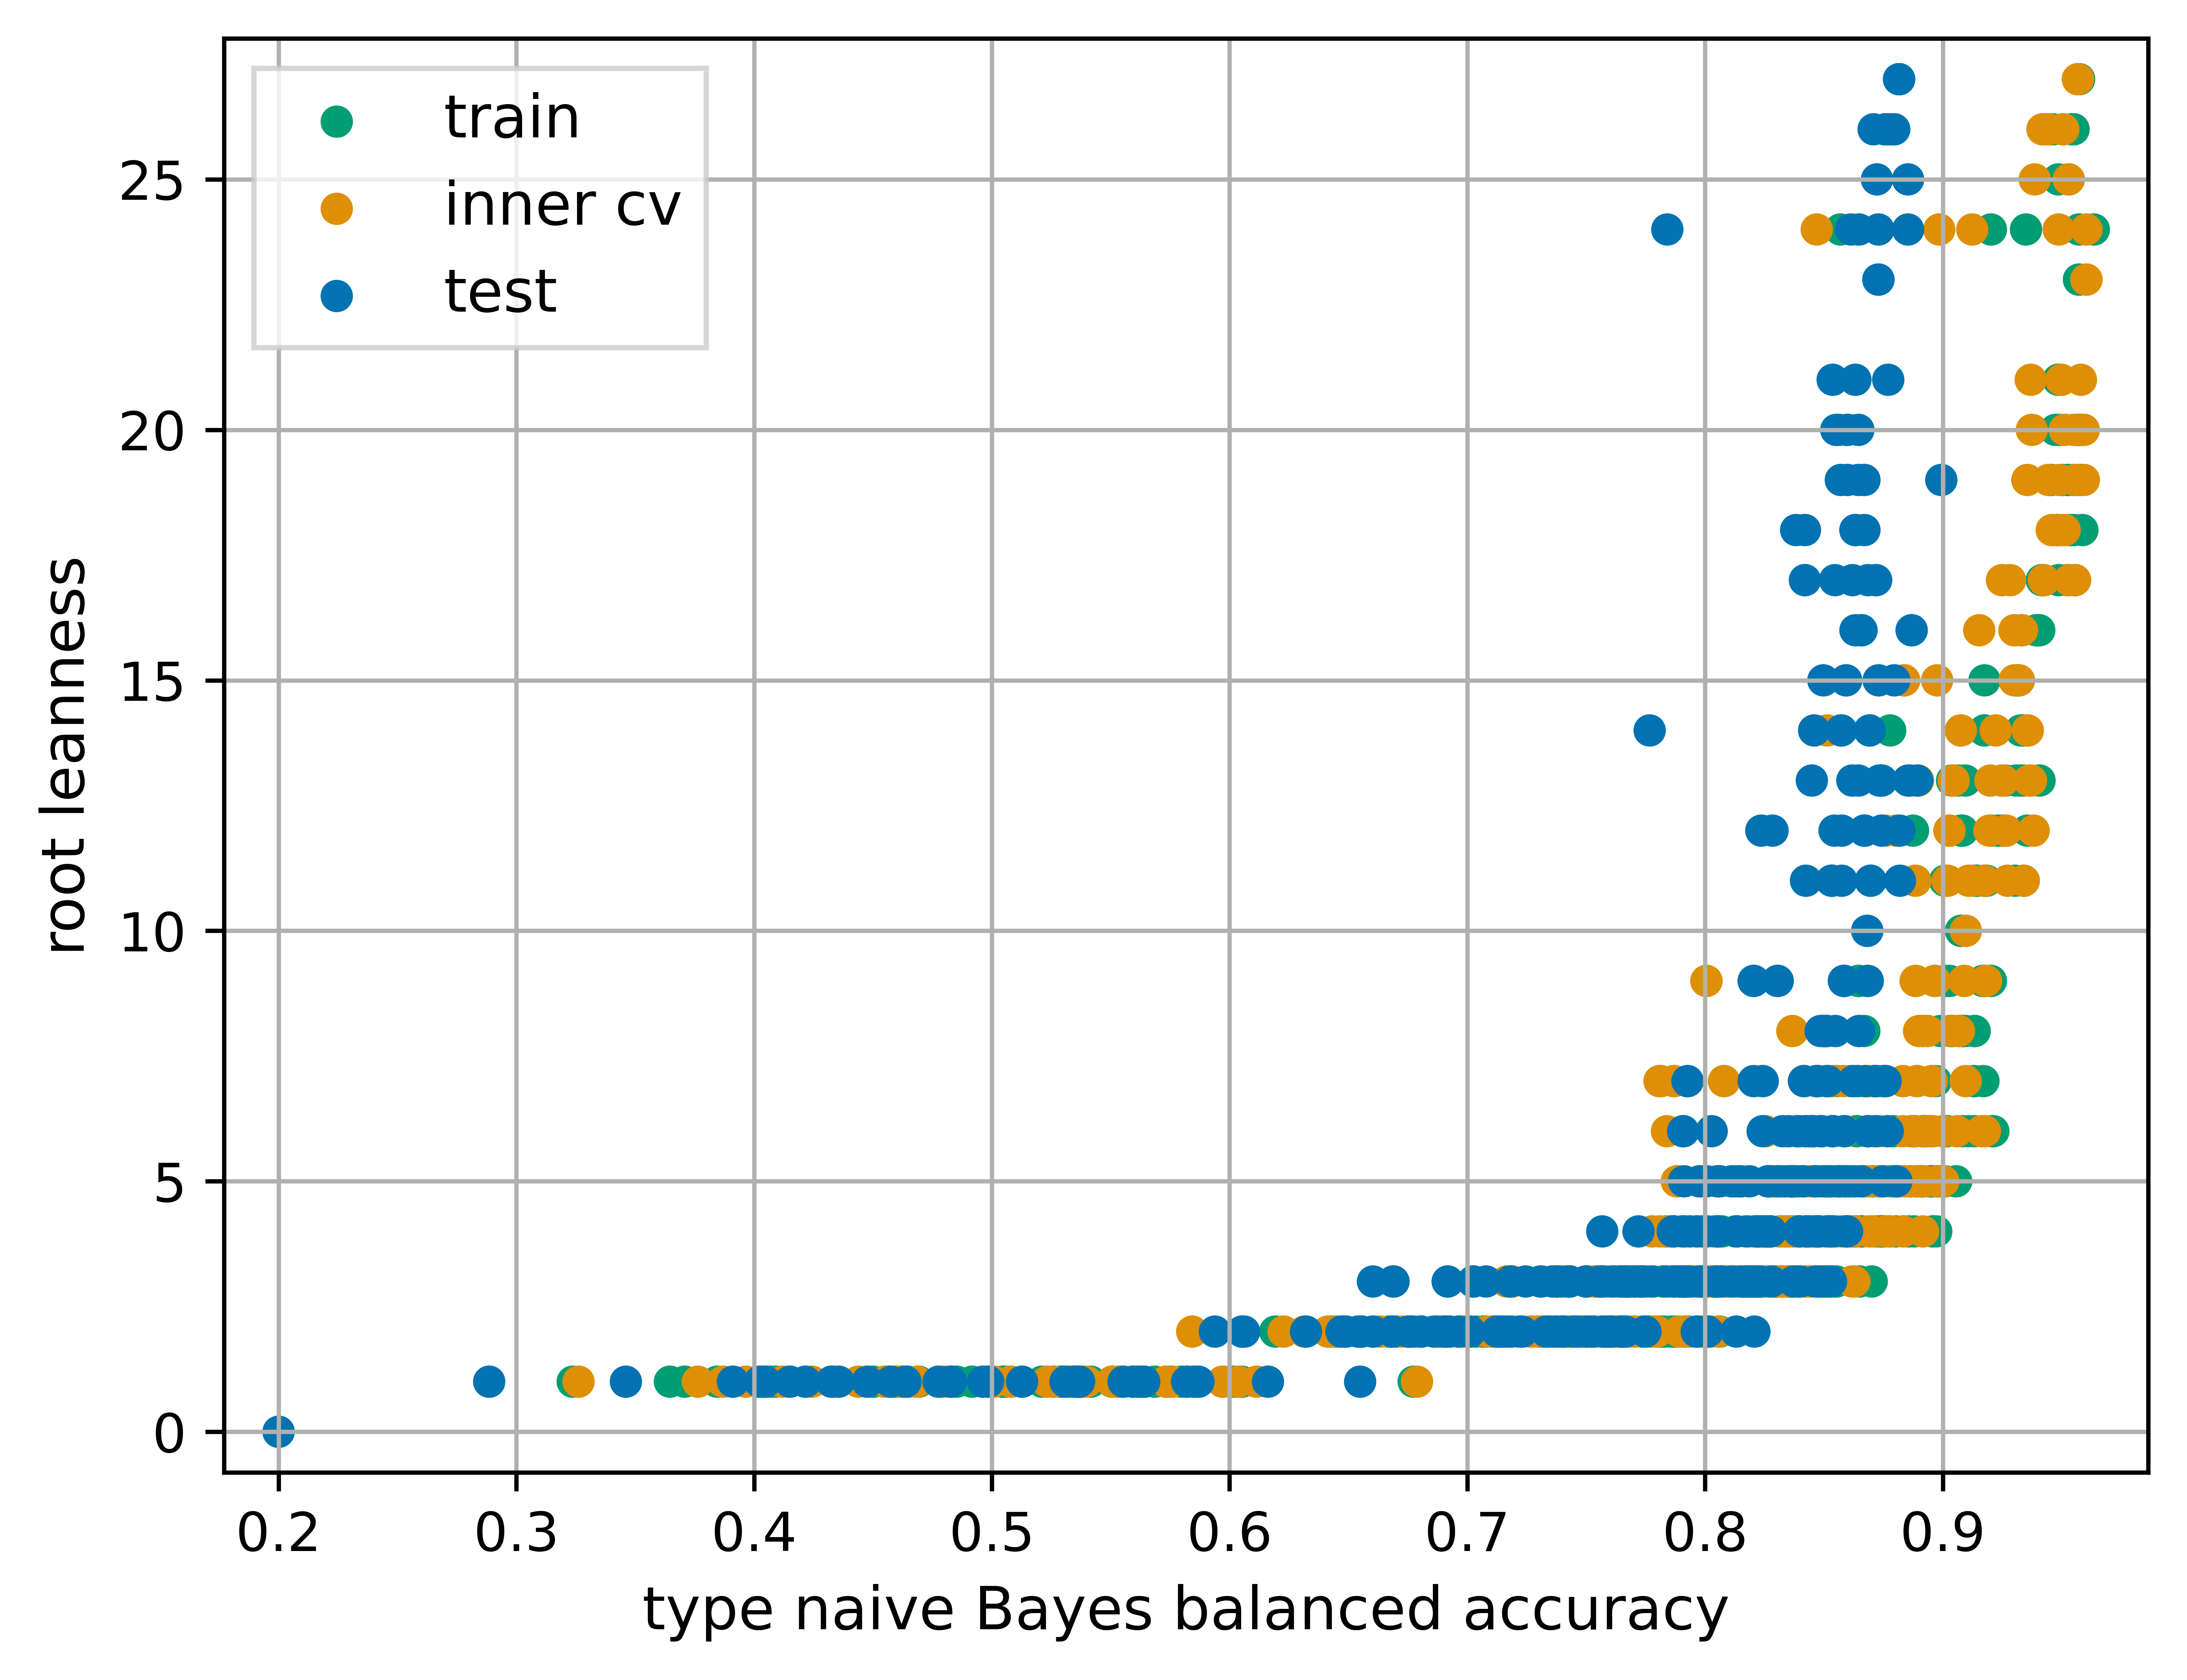 train
inner cv
test
25
20
15
10
5
0
root leanness
0.2 0.3 0.4 0.5 0.6 0.7 0.8 0.9
type naive Bayes balanced accuracy